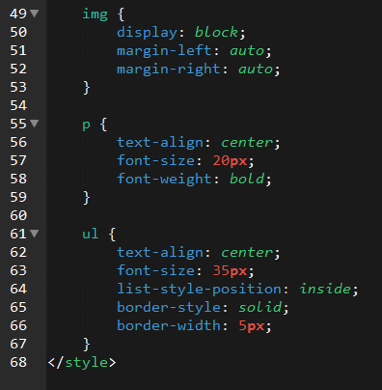 49 img {
50 display: block;
51 margin-left: auto;
52 margin-right: auto;
53 }
54
55 p {
56 text-align: center;
57 font-size: 20px;
58 font-weight: bold;
59 }
60
61 ul {
62 text-align: center;
63 font-size: 35px;
64 list-style-position: inside;
65 border-style: solid;
66 border-width: 5px;
67 }
68 </style>